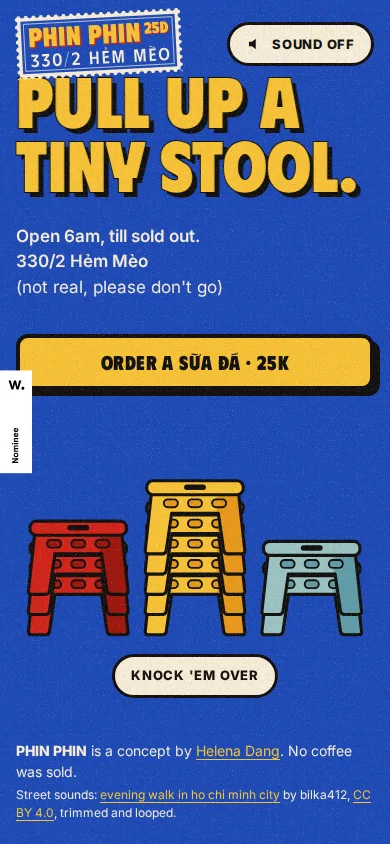 PHIN PHIN 25D
330/2 HẺM MÈO
SOUND OFF
PULL UP A
TINY STOOL.
Open 6am, till sold out.
330/2 Hẻm Mèo
(not real, please don't go)
ORDER A SỮA ĐÁ · 25K
W.
Nominee
KNOCK 'EM OVER
PHIN PHIN is a concept by Helena Dang. No coffee
was sold.
Street sounds: evening walk in ho chi minh city by bilka412, CC
BY 4.0, trimmed and looped.